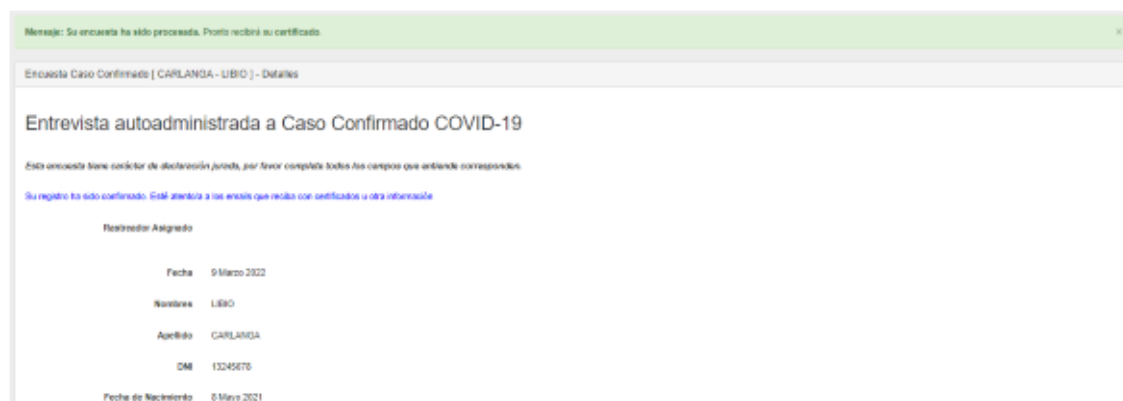 Mensaje: Su encuesta ha sido procesada. Pronto recibirá su certificado.
×
Encuesta Caso Confirmado [ CARLANGA - LIBIO ] - Detalles
Entrevista autoadministrada a Caso Confirmado COVID-19
Esta encuesta tiene carácter de declaración jurada, por favor complete todos los campos que entiende corresponden.
Su registro ha sido confirmado. Esté atento/a a los emails que reciba con certificados u otra información
Rastreador Asignado
Fecha 9 Marzo 2022
Nombres LIBIO
Apellido CARLANGA
DNI 13245678
Fecha de Nacimiento 8 Mayo 2021